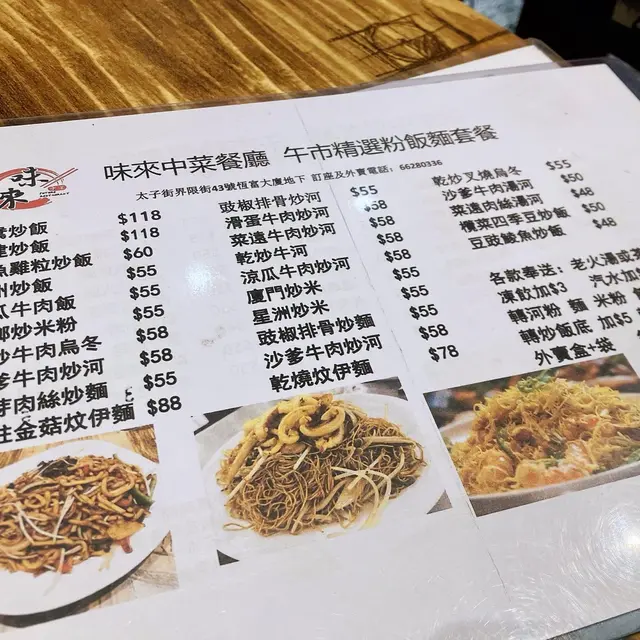 味來
味來中菜餐廳 午市精選粉飯麵套餐
太子街界限街43號恆富大廈地下 訂座及外賣電話：66280336
炒飯 $118
炒飯 $118
雞粒炒飯 $60
炒飯 $55
瓜牛肉飯 $55
炒米粉 $58
牛肉烏冬 $58
爹牛肉炒河 $55
芽肉絲炒麵 $88
金菇炆伊麵
豉椒排骨炒河 $55
滑蛋牛肉炒河 $58
菜遠牛肉炒河 $58
乾炒牛河 $58
涼瓜牛肉炒河 $55
廈門炒米 $55
星洲炒米 $58
豉椒排骨炒麵 $78
沙爹牛肉炒河
乾燒炆伊麵
乾炒叉燒烏冬 $55
沙爹牛肉湯河 $50
菜遠肉絲湯河 $48
欖菜四季豆炒飯 $50
豆豉鯪魚炒飯 $48
各款奉送：老火湯或
凍飲加$3 汽水加
轉河粉 麵 米粉
轉炒飯底 加$5
外賣盒+袋